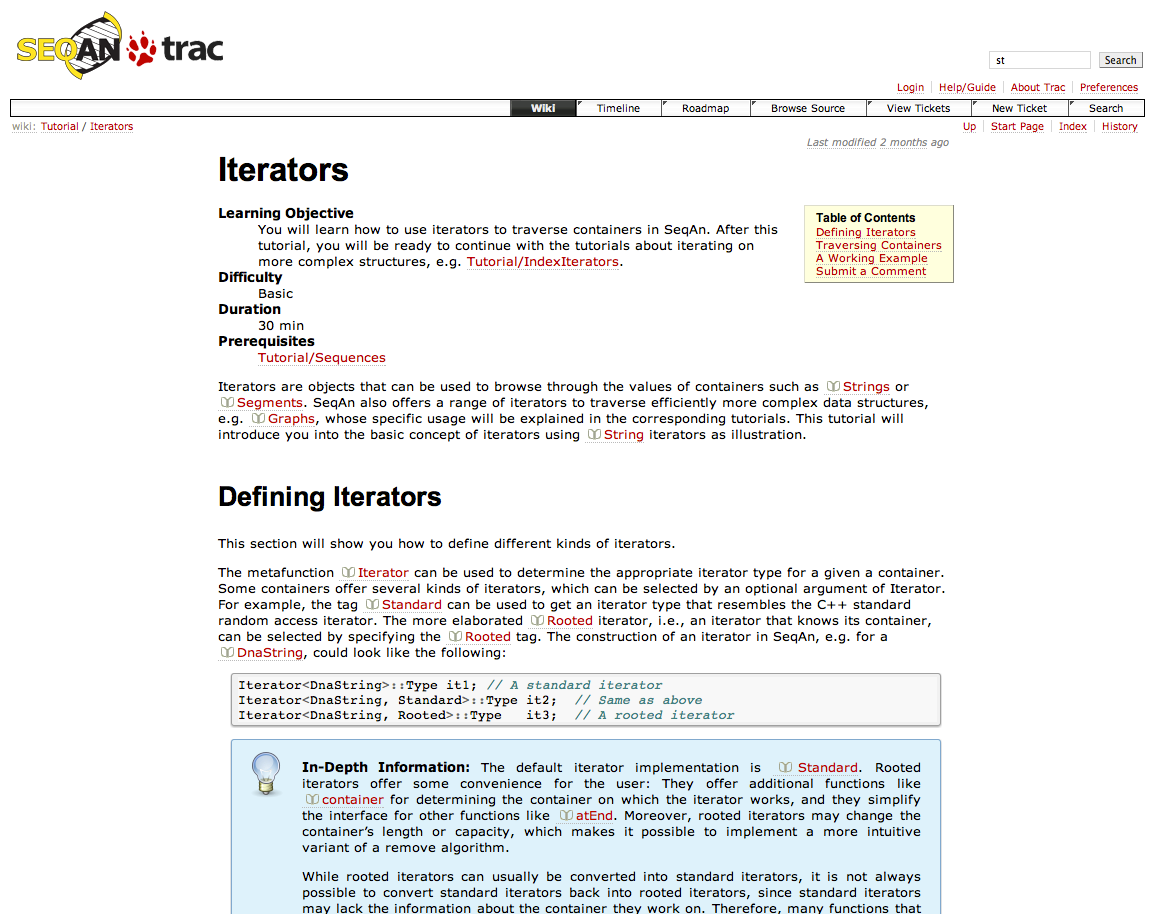 SEQAN trac
st Search
Login Help/Guide About Trac Preferences
Wiki Timeline Roadmap Browse Source View Tickets New Ticket Search
wiki: Tutorial / Iterators Up Start Page Index History
Last modified 2 months ago
Iterators
Learning Objective
You will learn how to use iterators to traverse containers in SeqAn. After this
tutorial, you will be ready to continue with the tutorials about iterating on
more complex structures, e.g. Tutorial/IndexIterators.
Difficulty
Basic
Duration
30 min
Prerequisites
Tutorial/Sequences
Table of Contents
Defining Iterators
Traversing Containers
A Working Example
Submit a Comment
Iterators are objects that can be used to browse through the values of containers such as Strings or
Segments. SeqAn also offers a range of iterators to traverse efficiently more complex data structures,
e.g. Graphs, whose specific usage will be explained in the corresponding tutorials. This tutorial will
introduce you into the basic concept of iterators using String iterators as illustration.
Defining Iterators
This section will show you how to define different kinds of iterators.
The metafunction Iterator can be used to determine the appropriate iterator type for a given a container.
Some containers offer several kinds of iterators, which can be selected by an optional argument of Iterator.
For example, the tag Standard can be used to get an iterator type that resembles the C++ standard
random access iterator. The more elaborated Rooted iterator, i.e., an iterator that knows its container,
can be selected by specifying the Rooted tag. The construction of an iterator in SeqAn, e.g. for a
DnaString, could look like the following:
Iterator<DnaString>::Type it1; // A standard iterator
Iterator<DnaString, Standard>::Type it2; // Same as above
Iterator<DnaString, Rooted>::Type it3; // A rooted iterator
In-Depth Information: The default iterator implementation is Standard. Rooted
iterators offer some convenience for the user: They offer additional functions like
container for determining the container on which the iterator works, and they simplify
the interface for other functions like atEnd. Moreover, rooted iterators may change the
container’s length or capacity, which makes it possible to implement a more intuitive
variant of a remove algorithm.
While rooted iterators can usually be converted into standard iterators, it is not always
possible to convert standard iterators back into rooted iterators, since standard iterators
may lack the information about the container they work on. Therefore, many functions that